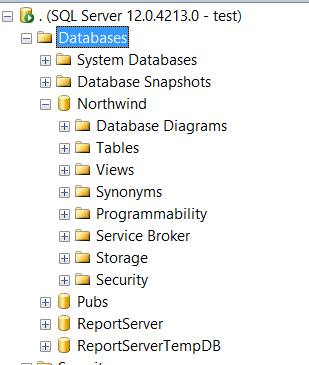 . (SQL Server 12.0.4213.0 - test)
Databases
System Databases
Database Snapshots
Northwind
Database Diagrams
Tables
Views
Synonyms
Programmability
Service Broker
Storage
Security
Pubs
ReportServer
ReportServerTempDB